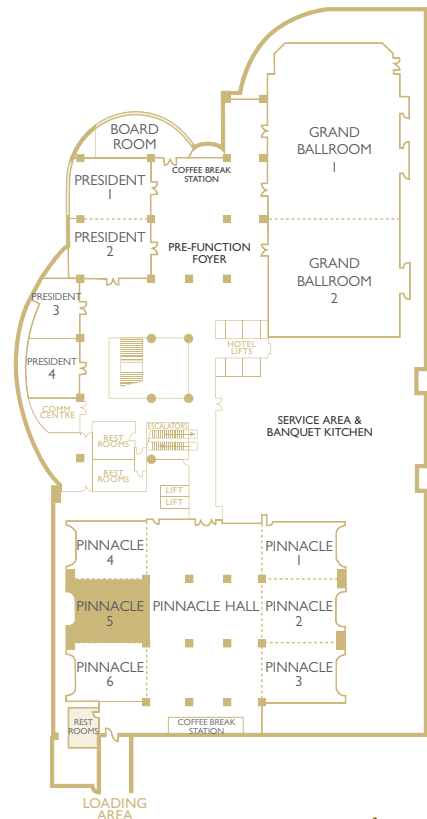 BOARD
ROOM
COFFEE BREAK
STATION
PRESIDENT
1
PRESIDENT
2
PRE-FUNCTION
FOYER
GRAND
BALLROOM
1
GRAND
BALLROOM
2
PRESIDENT
3
PRESIDENT
4
COMM.
CENTRE
HOTEL
LIFTS
ESCALATORS
REST
ROOMS
REST
ROOMS
LIFT
LIFT
SERVICE AREA &
BANQUET KITCHEN
PINNACLE
4
PINNACLE
1
PINNACLE
5
PINNACLE HALL
PINNACLE
2
PINNACLE
6
PINNACLE
3
REST
ROOMS
COFFEE BREAK
STATION
LOADING
AREA